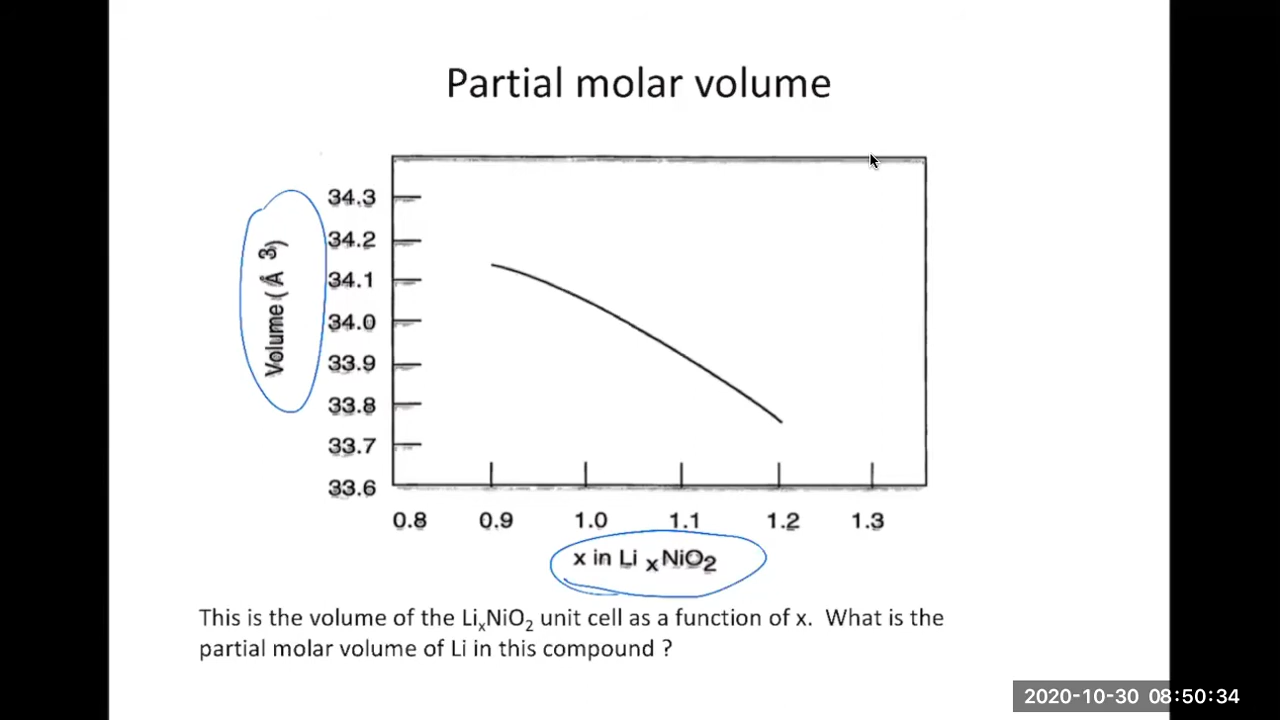 Partial molar volume
Volume (Å 3)
34.3
34.2
34.1
34.0
33.9
33.8
33.7
33.6
0.8 0.9 1.0 1.1 1.2 1.3
x in Li x NiO2
This is the volume of the LixNiO2 unit cell as a function of x. What is the
partial molar volume of Li in this compound ?
2020-10-30 08:50:34